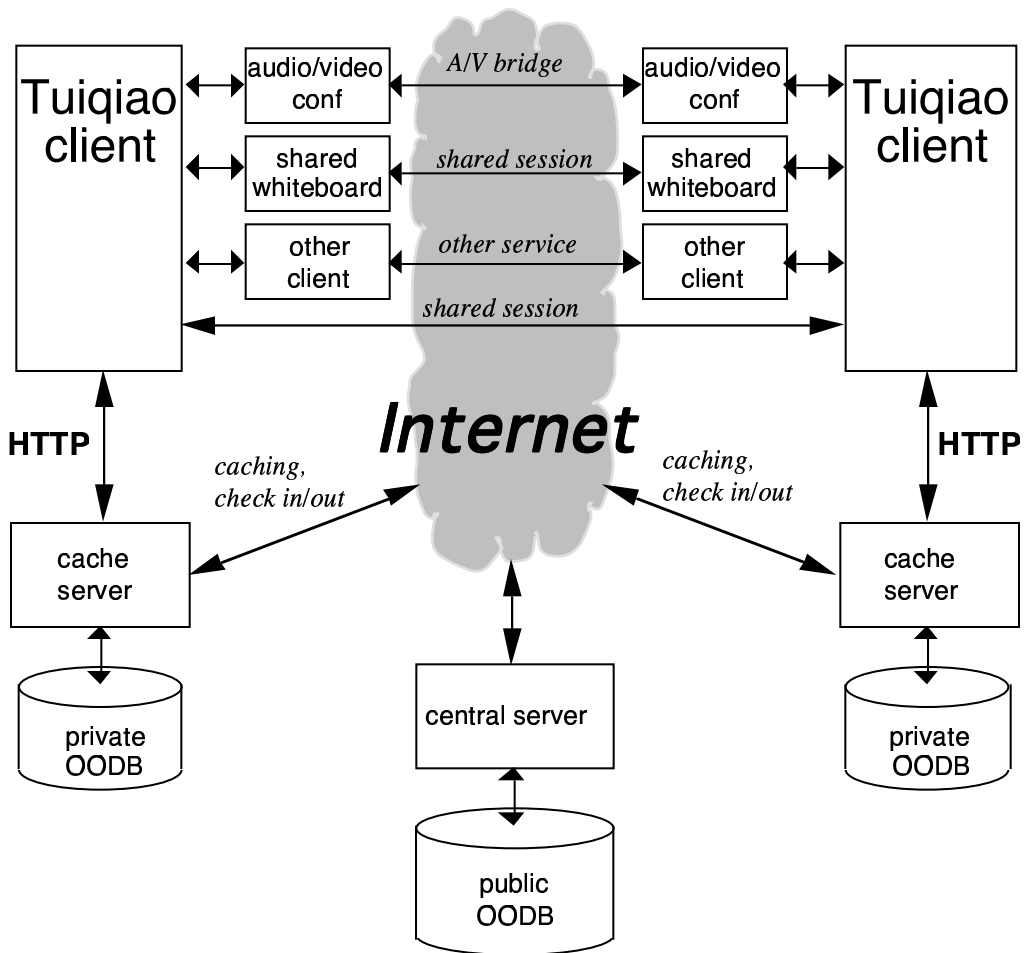 Tuiqiao
client
audio/video
conf
A/V bridge
audio/video
conf
Tuiqiao
client
shared
whiteboard
shared session
shared
whiteboard
other
client
other service
other
client
shared session
HTTP
Internet
HTTP
caching,
check in/out
caching,
check in/out
cache
server
cache
server
private
OODB
central server
private
OODB
public
OODB